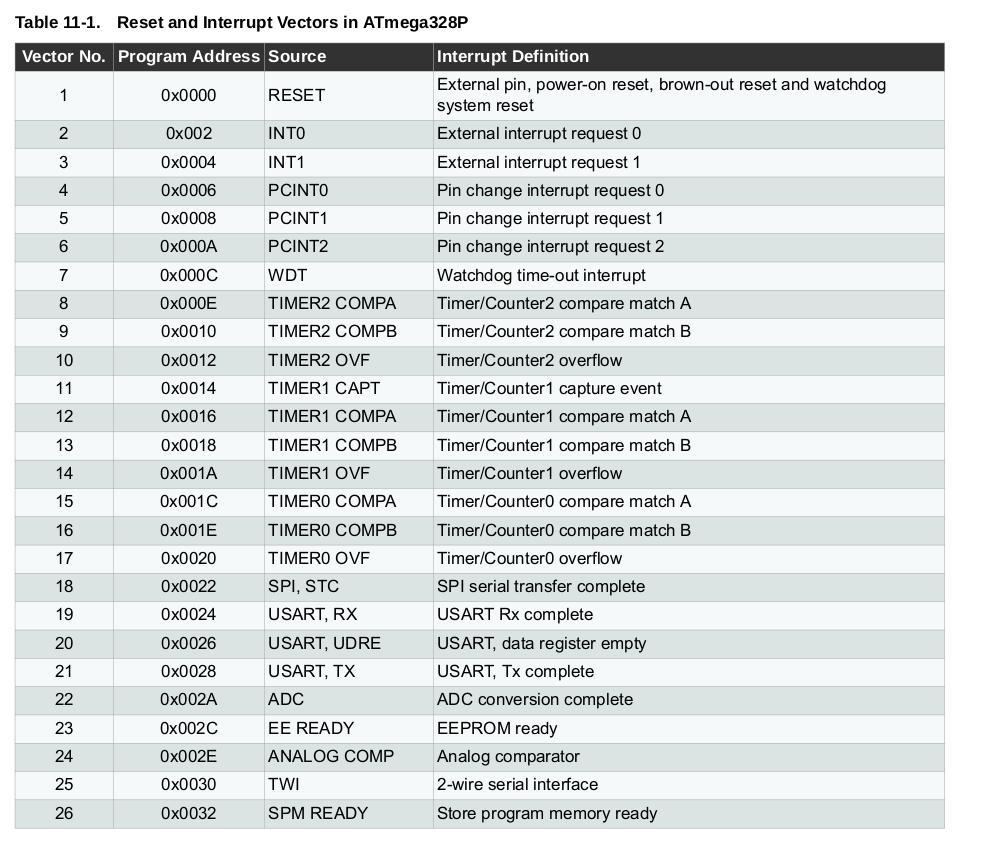 Table 11-1. Reset and Interrupt Vectors in ATmega328P
Vector No. Program Address Source Interrupt Definition
1 0x0000 RESET External pin, power-on reset, brown-out reset and watchdog
system reset
2 0x002 INT0 External interrupt request 0
3 0x0004 INT1 External interrupt request 1
4 0x0006 PCINT0 Pin change interrupt request 0
5 0x0008 PCINT1 Pin change interrupt request 1
6 0x000A PCINT2 Pin change interrupt request 2
7 0x000C WDT Watchdog time-out interrupt
8 0x000E TIMER2 COMPA Timer/Counter2 compare match A
9 0x0010 TIMER2 COMPB Timer/Counter2 compare match B
10 0x0012 TIMER2 OVF Timer/Counter2 overflow
11 0x0014 TIMER1 CAPT Timer/Counter1 capture event
12 0x0016 TIMER1 COMPA Timer/Counter1 compare match A
13 0x0018 TIMER1 COMPB Timer/Counter1 compare match B
14 0x001A TIMER1 OVF Timer/Counter1 overflow
15 0x001C TIMER0 COMPA Timer/Counter0 compare match A
16 0x001E TIMER0 COMPB Timer/Counter0 compare match B
17 0x0020 TIMER0 OVF Timer/Counter0 overflow
18 0x0022 SPI, STC SPI serial transfer complete
19 0x0024 USART, RX USART Rx complete
20 0x0026 USART, UDRE USART, data register empty
21 0x0028 USART, TX USART, Tx complete
22 0x002A ADC ADC conversion complete
23 0x002C EE READY EEPROM ready
24 0x002E ANALOG COMP Analog comparator
25 0x0030 TWI 2-wire serial interface
26 0x0032 SPM READY Store program memory ready